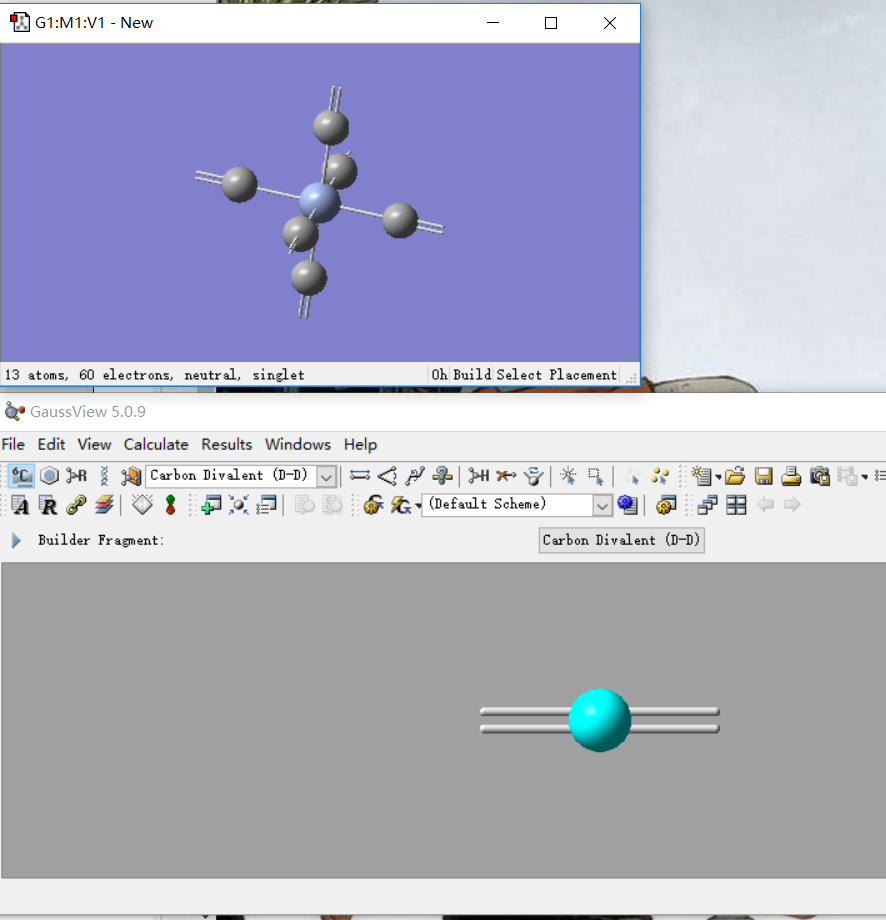 G1:M1:V1 - New
13 atoms, 60 electrons, neutral, singlet Oh Build Select Placement
GaussView 5.0.9
File Edit View Calculate Results Windows Help
6C R Carbon Divalent (D-D) H
A R (Default Scheme)
Builder Fragment: Carbon Divalent (D-D)